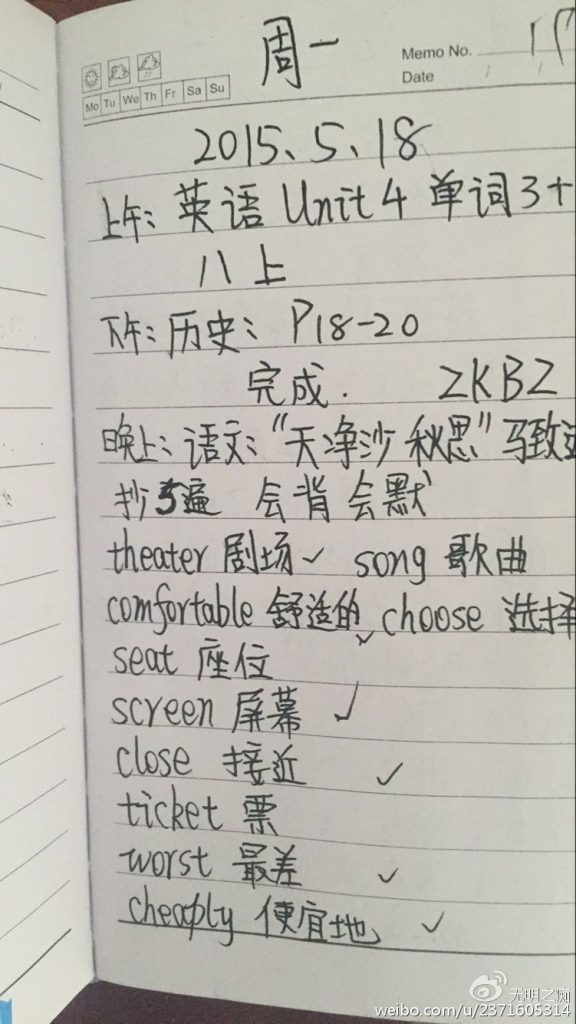 周一
Memo No. 17
Mo Tu We Th Fr Sa Su
Date / /
2015、5、18
上午：英语 Unit 4 单词3+
八上
下午：历史：P18-20
完成. ZKBZ
晚上：语文：“天净沙 秋思”马致远
抄5遍 会背会默
theater 剧场✓ song 歌曲
comfortable 舒适的✓ choose 选择
seat 座位
screen 屏幕 ✓
close 接近 ✓
ticket 票
worst 最差 ✓
cheaply 便宜地 ✓
无明之痴
weibo.com/u/2371605314